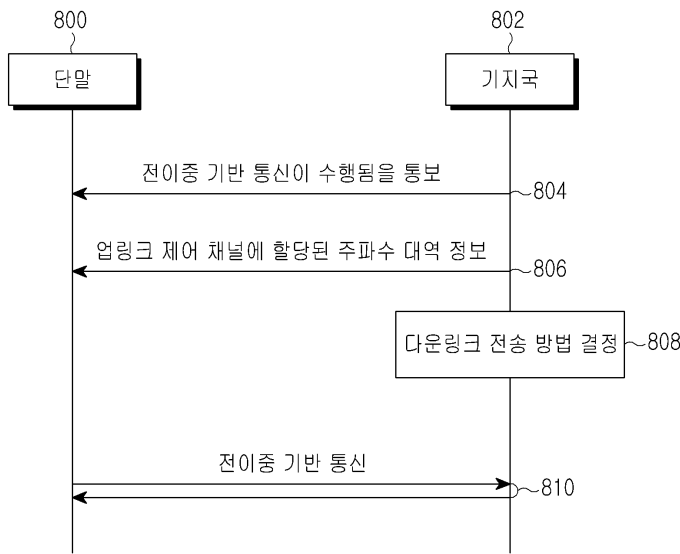 800
802
단말
기지국
전이중 기반 통신이 수행됨을 통보
804
업링크 제어 채널에 할당된 주파수 대역 정보
806
다운링크 전송 방법 결정
808
전이중 기반 통신
810